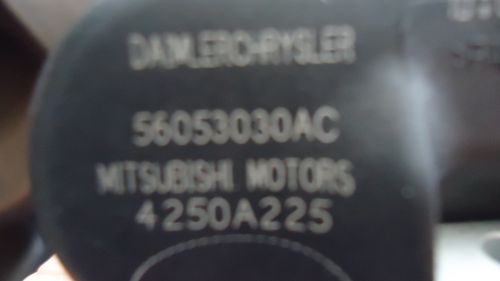 DAIMLERCHRYSLER
56053030AC
MITSUBISHI MOTORS
4250A225